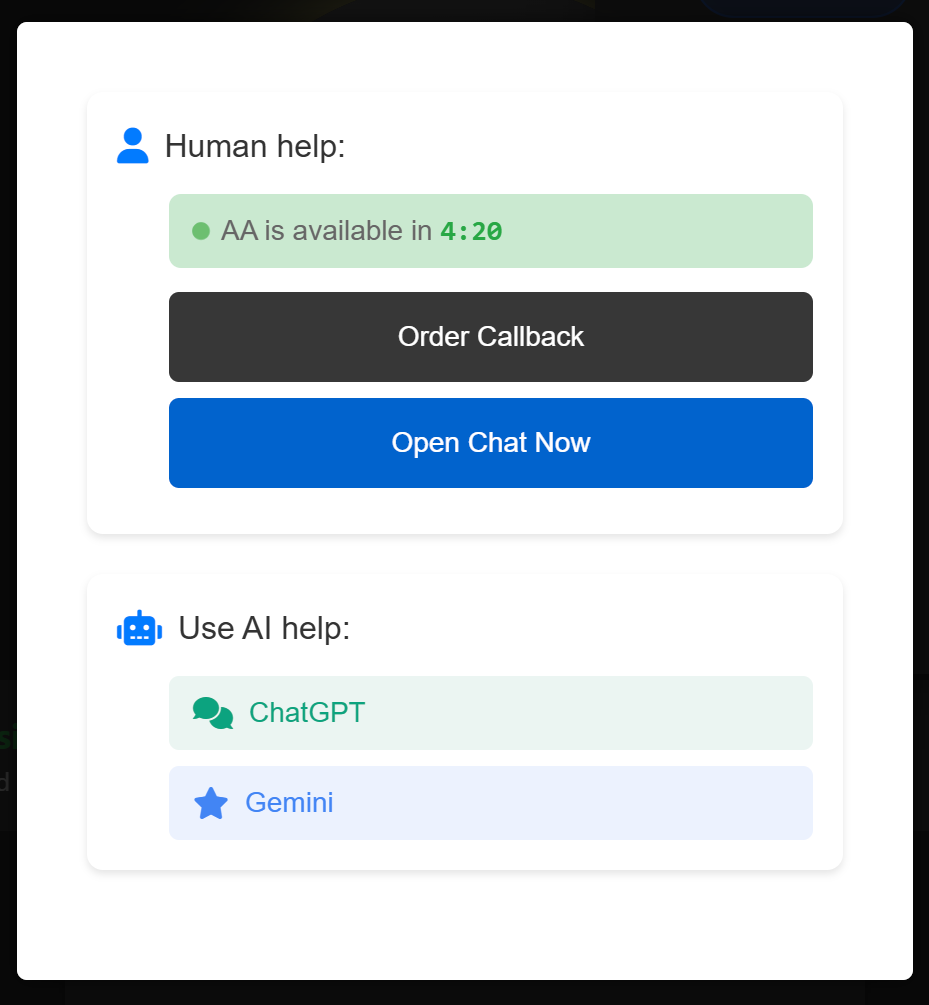 Human help:
AA is available in 4:20
Order Callback
Open Chat Now
Use AI help:
ChatGPT
Gemini